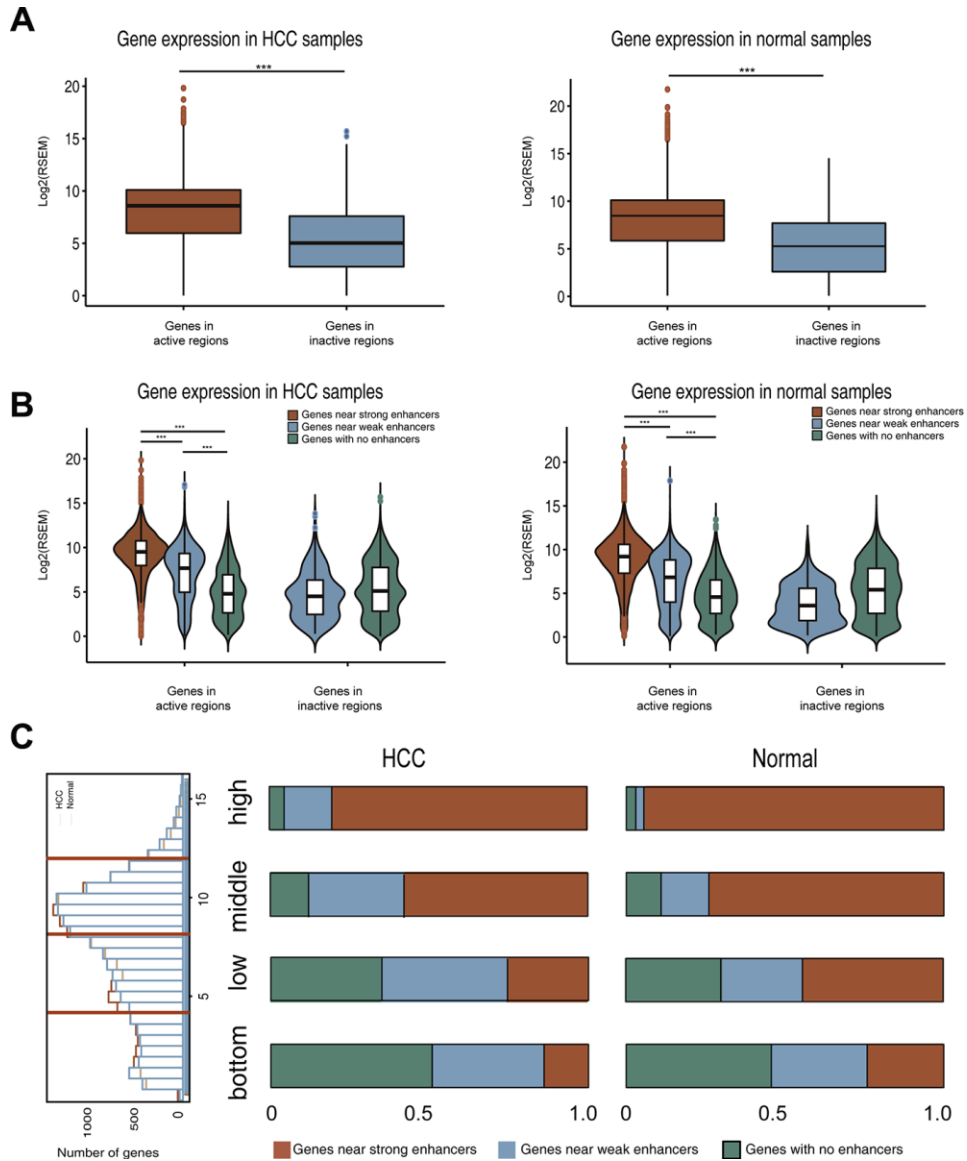 A
Gene expression in HCC samples
***
Log2(RSEM)
20
15
10
5
0
Genes in
active regions
Genes in
inactive regions
Gene expression in normal samples
***
Log2(RSEM)
20
15
10
5
0
Genes in
active regions
Genes in
inactive regions
B
Gene expression in HCC samples
Genes near strong enhancers
Genes near weak enhancers
Genes with no enhancers
***
***
***
Log2(RSEM)
20
15
10
5
0
Genes in
active regions
Genes in
inactive regions
Gene expression in normal samples
Genes near strong enhancers
Genes near weak enhancers
Genes with no enhancers
***
***
***
Log2(RSEM)
20
15
10
5
0
Genes in
active regions
Genes in
inactive regions
C
HCC
Normal
15
10
5
1000
500
0
Number of genes
HCC
Normal
high
middle
low
bottom
0
0.5
1.0
0
0.5
1.0
Genes near strong enhancers
Genes near weak enhancers
Genes with no enhancers